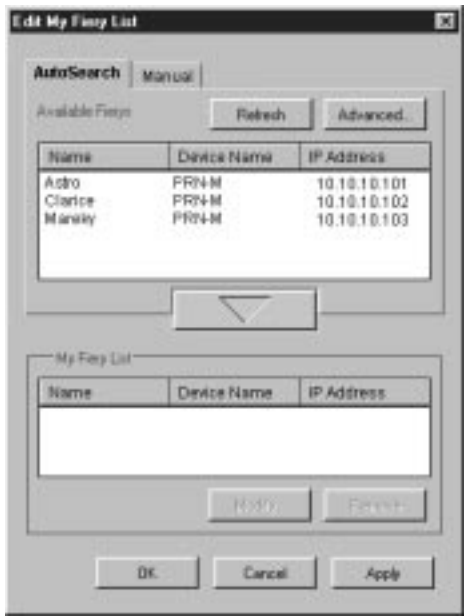 Edit My Fiery List
AutoSearch Manual
Available Fierys Refresh Advanced...
Name Device Name IP Address
Astro PRN-M 10.10.10.101
Clarice PRN-M 10.10.10.102
PRN-M 10.10.10.103
My Fiery List
Name Device Name IP Address
Modify Remove
OK Cancel Apply